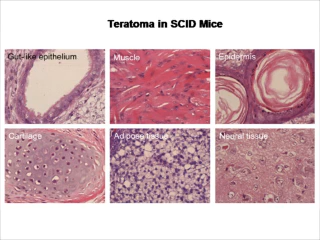 Teratoma in SCID Mice
Gut-like epithelium
Muscle
Epidermis
Cartilage
Adipose tissue
Neural tissue